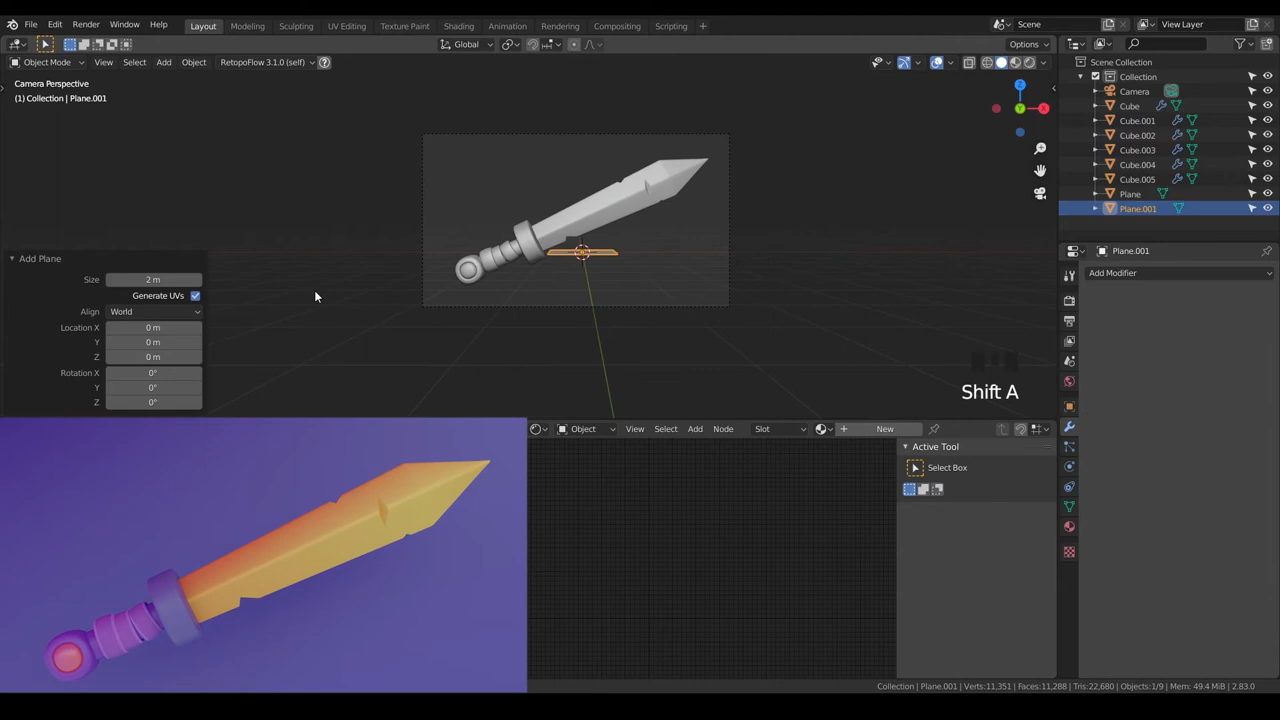 File Edit Render Window Help Layout Modeling Sculpting UV Editing Texture Paint Shading Animation Rendering Compositing Scripting + Scene View Layer
Global Options
Object Mode View Select Add Object RetopoFlow 3.1.0 (self)
Camera Perspective
(1) Collection | Plane.001
Scene Collection
Collection
Camera
Cube
Cube.001
Cube.002
Cube.003
Cube.004
Cube.005
Plane
Plane.001
Z
X
Y
Plane.001
Add Modifier
Add Plane
Size 2 m
Generate UVs
Align World
Location X 0 m
Y 0 m
Z 0 m
Rotation X 0°
Y 0°
Z 0°
Shift A
Object View Select Add Node Slot New
Active Tool
Select Box
Collection | Plane.001 | Verts:11,351 | Faces:11,288 | Tris:22,680 | Objects:1/9 | Mem: 49.4 MiB | 2.83.0